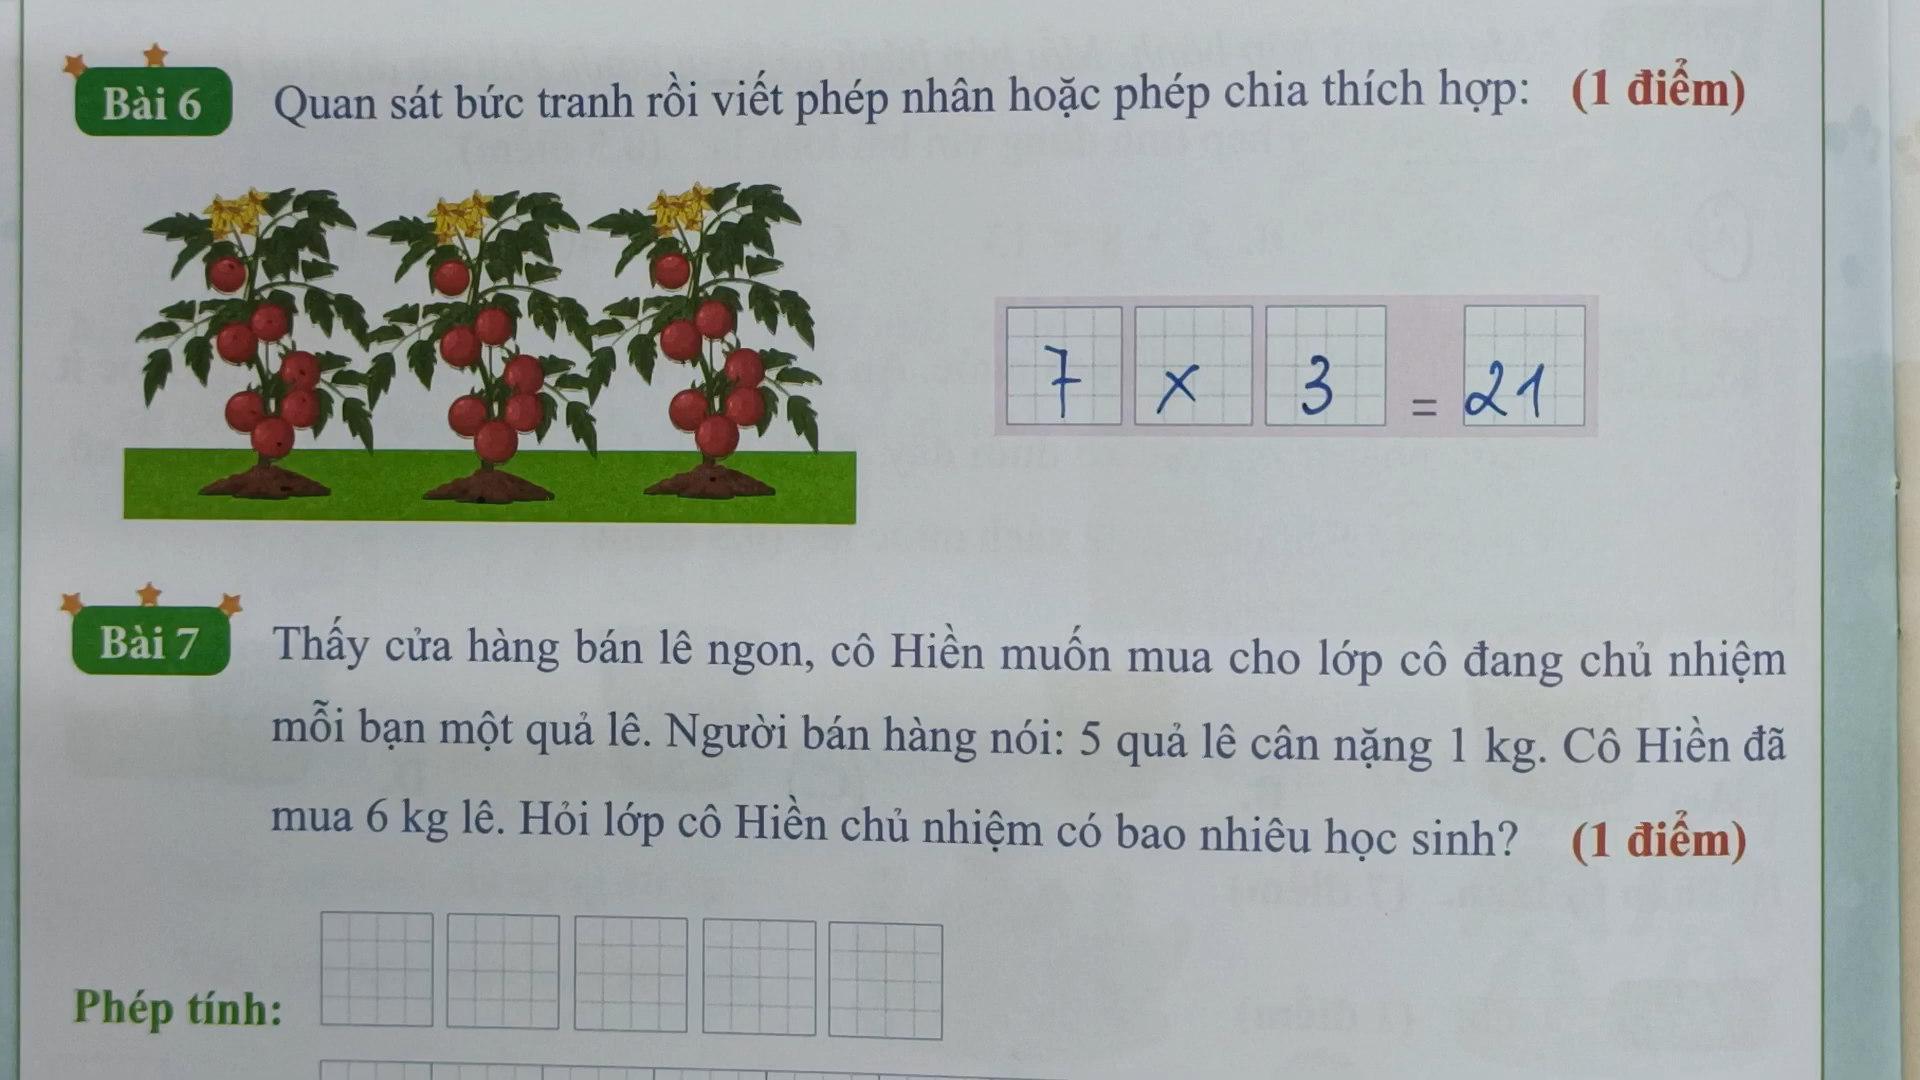 Bài 6 Quan sát bức tranh rồi viết phép nhân hoặc phép chia thích hợp: (1 điểm)
7 x 3 = 21
Bài 7 Thấy cửa hàng bán lê ngon, cô Hiền muốn mua cho lớp cô đang chủ nhiệm
mỗi bạn một quả lê. Người bán hàng nói: 5 quả lê cân nặng 1 kg. Cô Hiền đã
mua 6 kg lê. Hỏi lớp cô Hiền chủ nhiệm có bao nhiêu học sinh? (1 điểm)
Phép tính: